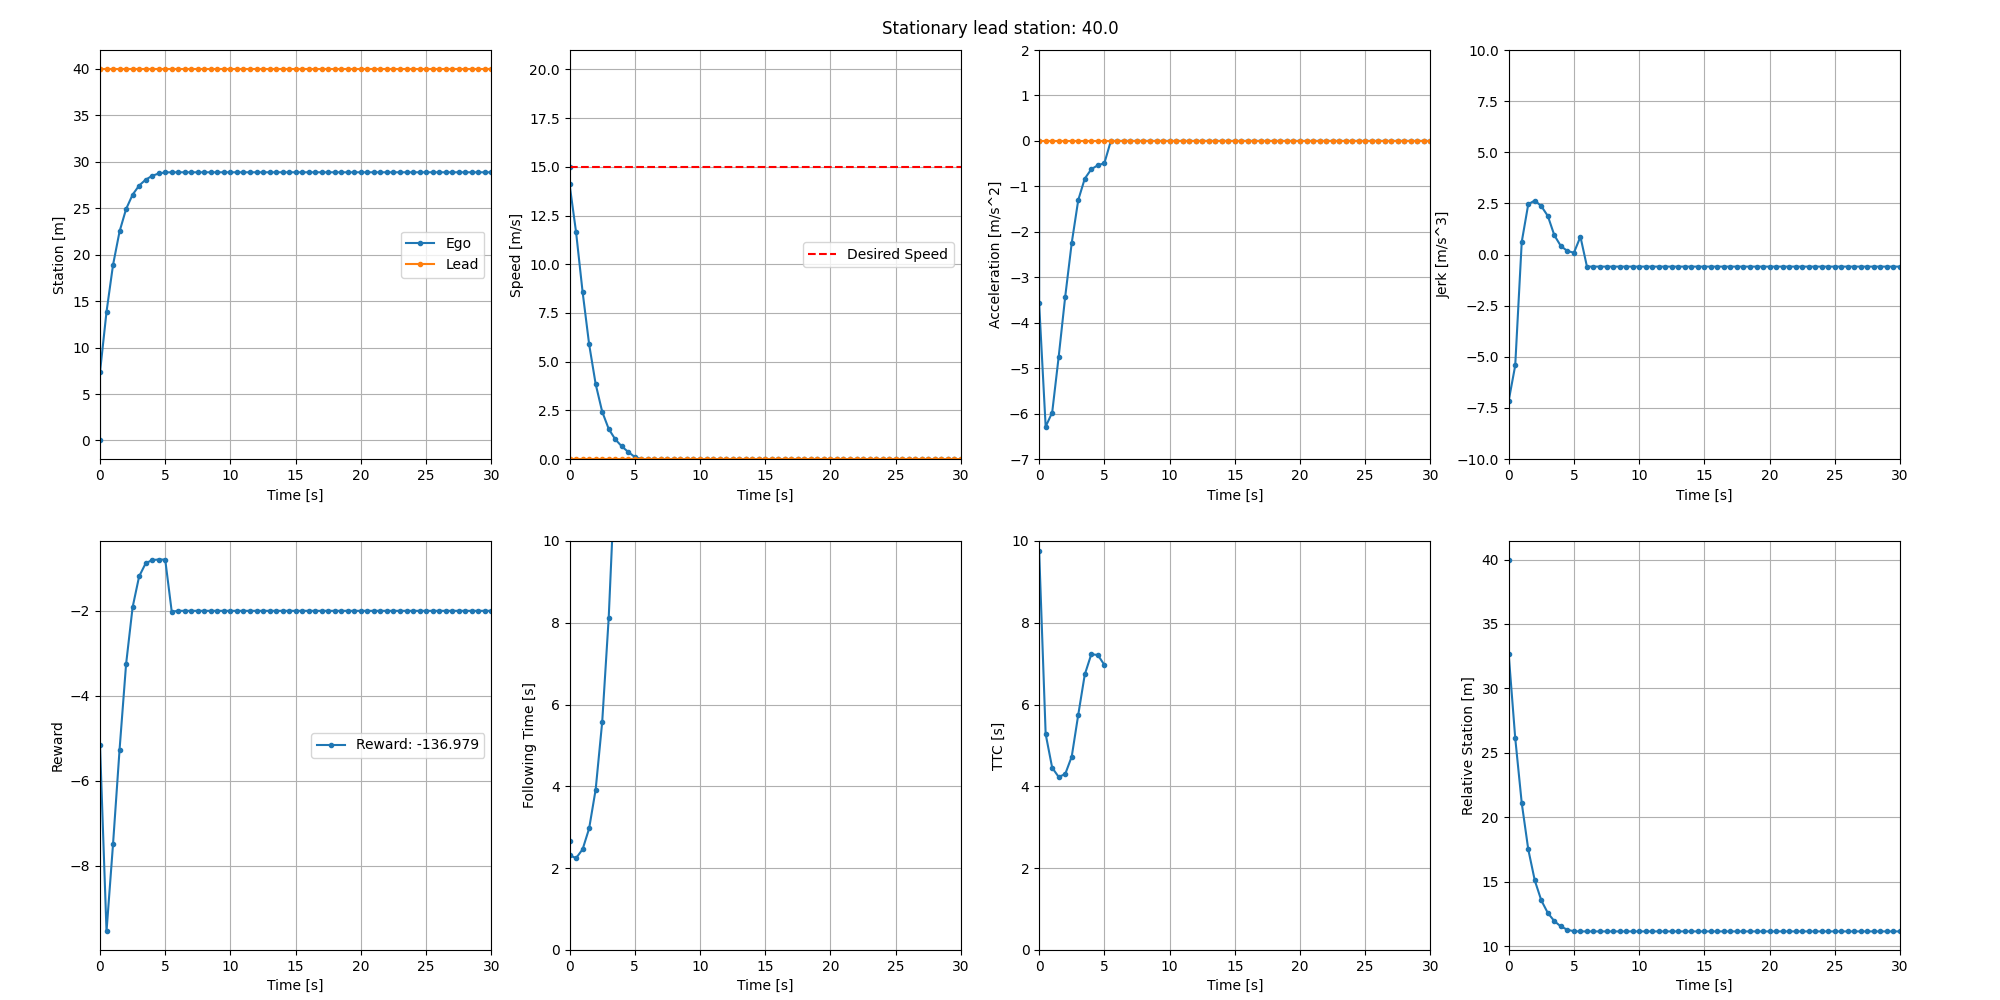 Stationary lead station: 40.0
Station [m]
40
35
30
25
20
15
10
5
0
Ego
Lead
0 5 10 15 20 25 30
Time [s]
Speed [m/s]
20.0
17.5
15.0
12.5
10.0
7.5
5.0
2.5
0.0
Desired Speed
0 5 10 15 20 25 30
Time [s]
Acceleration [m/s^2]
2
1
0
−1
−2
−3
−4
−5
−6
−7
0 5 10 15 20 25 30
Time [s]
Jerk [m/s^3]
10.0
7.5
5.0
2.5
0.0
−2.5
−5.0
−7.5
−10.0
0 5 10 15 20 25 30
Time [s]
Reward
−2
−4
−6
−8
Reward: -136.979
0 5 10 15 20 25 30
Time [s]
Following Time [s]
10
8
6
4
2
0
0 5 10 15 20 25 30
Time [s]
TTC [s]
10
8
6
4
2
0
0 5 10 15 20 25 30
Time [s]
Relative Station [m]
40
35
30
25
20
15
10
0 5 10 15 20 25 30
Time [s]